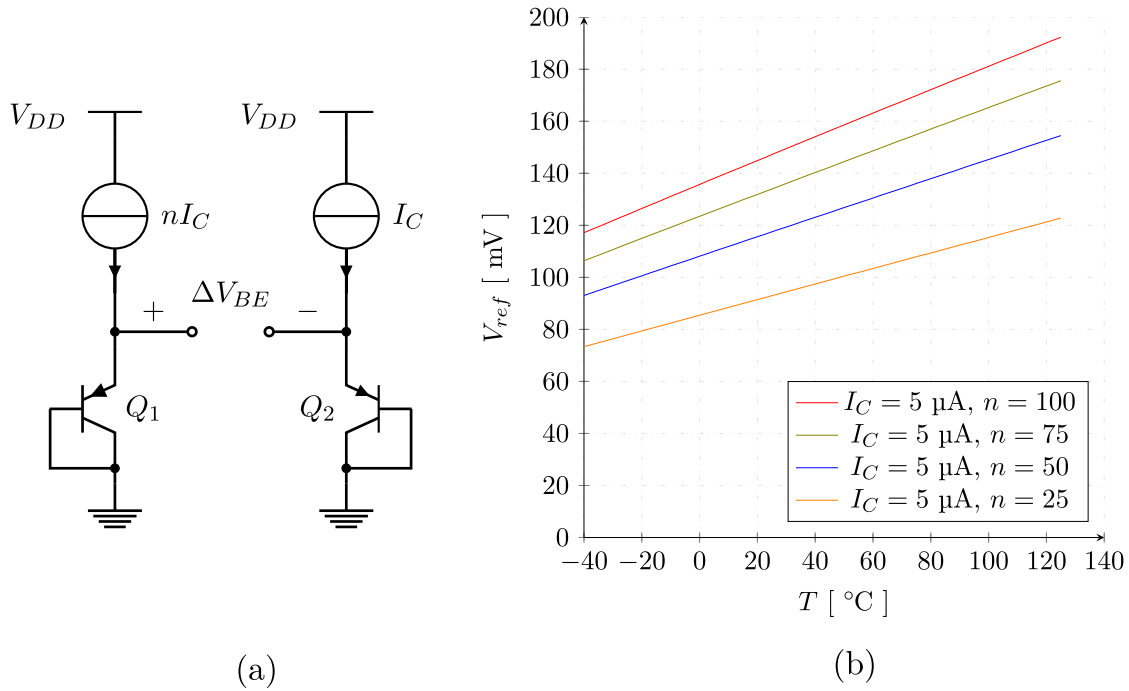 V_DD
V_DD
nI_C
I_C
+
ΔV_BE
−
Q_1
Q_2
(a)
200
180
160
140
120
100
80
60
40
20
0
V_ref [ mV ]
−40 −20 0 20 40 60 80 100 120 140
T [ °C ]
I_C = 5 µA, n = 100
I_C = 5 µA, n = 75
I_C = 5 µA, n = 50
I_C = 5 µA, n = 25
(b)